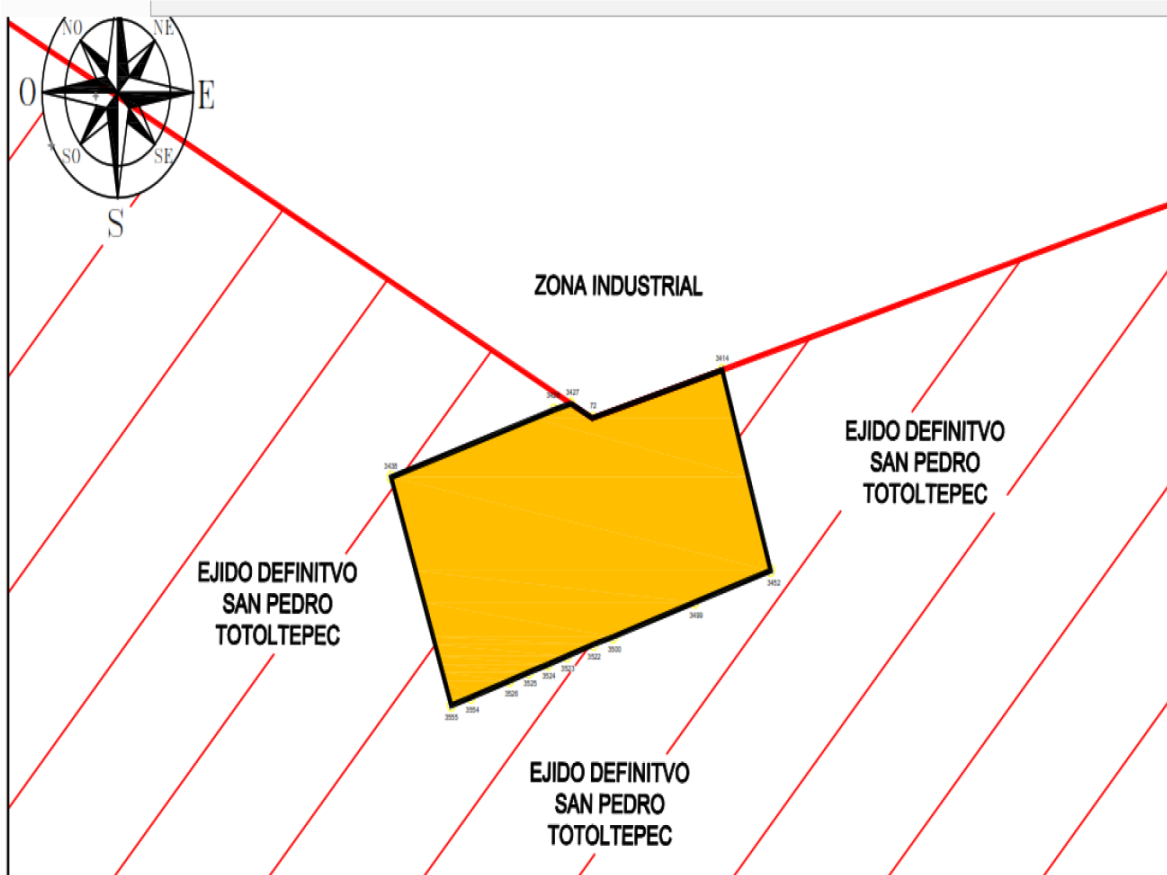 NO
NE
O
E
SO
SE
S
ZONA INDUSTRIAL
3414
3427
72
3438
EJIDO DEFINITVO
SAN PEDRO
TOTOLTEPEC
EJIDO DEFINITVO
SAN PEDRO
TOTOLTEPEC
3452
3499
3500
3522
3523
3524
3525
3526
3554
3555
EJIDO DEFINITVO
SAN PEDRO
TOTOLTEPEC